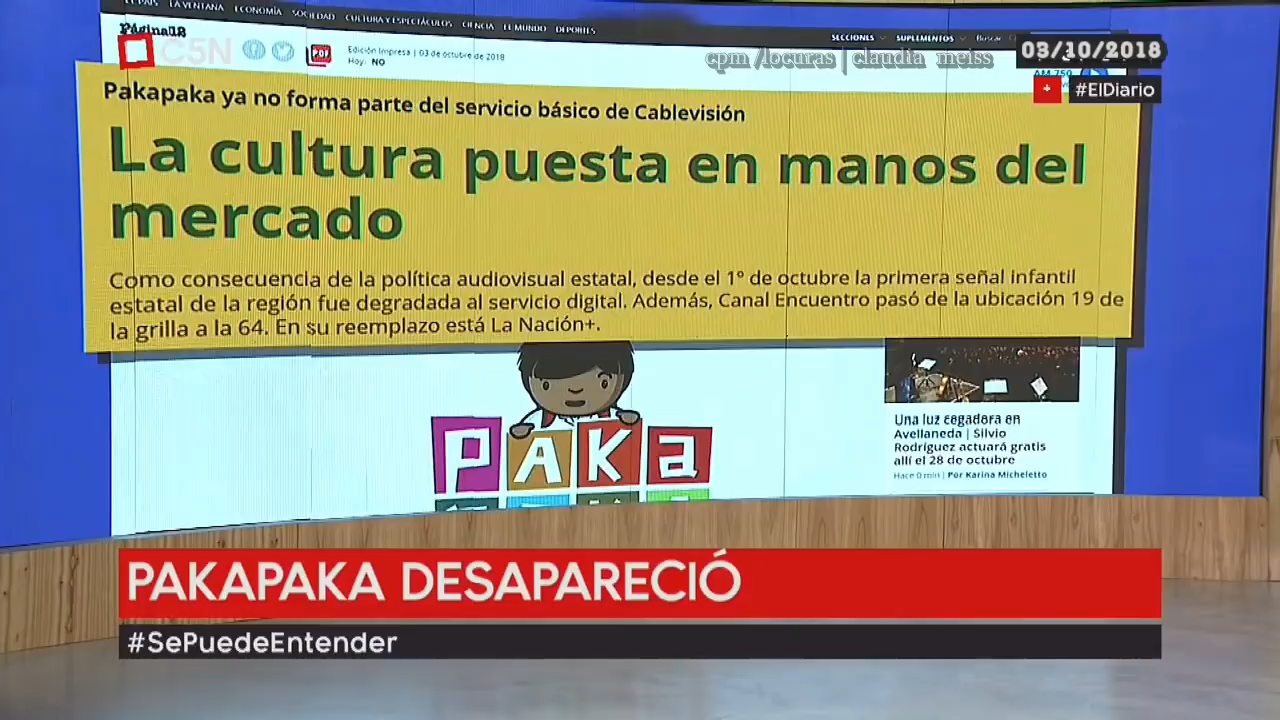 EL PAÍS LA VENTANA ECONOMÍA SOCIEDAD CULTURA Y ESPECTÁCULOS CIENCIA EL MUNDO DEPORTES
Página12
SECCIONES SUPLEMENTOS Buscar
C5N
PDF
Edición Impresa | 03 de octubre de 2018
Hoy: NO
cpm /locuras | claudia meiss
03/10/2018
AM 750
+ #ElDiario
Pakapaka ya no forma parte del servicio básico de Cablevisión
La cultura puesta en manos del
mercado
Como consecuencia de la política audiovisual estatal, desde el 1° de octubre la primera señal infantil
estatal de la región fue degradada al servicio digital. Además, Canal Encuentro pasó de la ubicación 19 de
la grilla a la 64. En su reemplazo está La Nación+.
PAKA
Una luz cegadora en
Avellaneda | Silvio
Rodríguez actuará gratis
allí el 28 de octubre
Hace 0 min | Por Karina Micheletto
PAKAPAKA DESAPARECIÓ
#SePuedeEntender